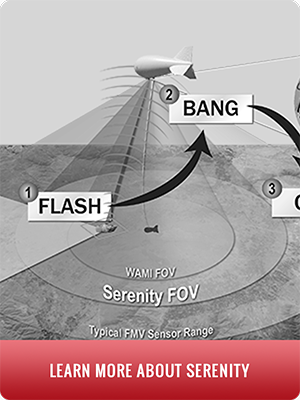 2
BANG
1
FLASH
3
WAMI FOV
Serenity FOV
Typical FMV Sensor Range
LEARN MORE ABOUT SERENITY